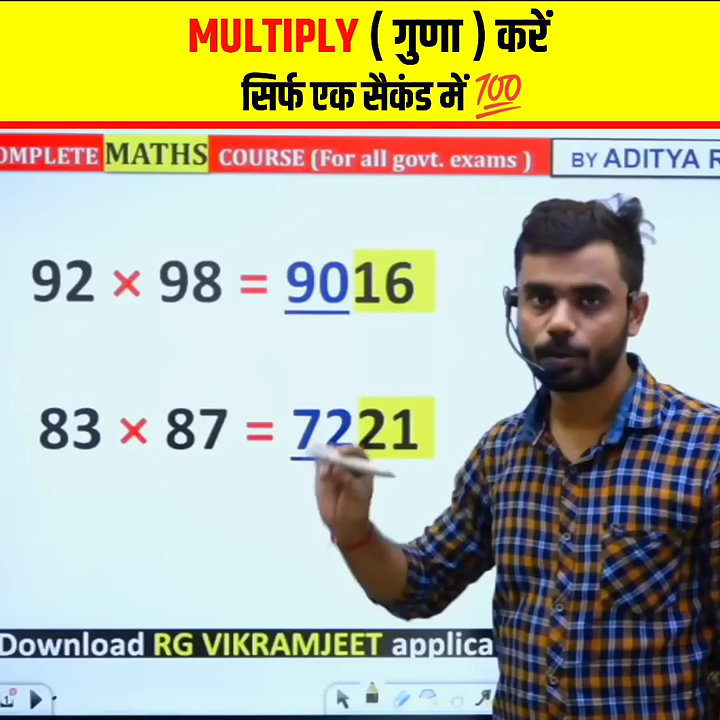 MULTIPLY ( गुणा ) करें
सिर्फ एक सैकंड में 💯
OMPLETE MATHS COURSE (For all govt. exams ) BY ADITYA R
92 × 98 = 9016
83 × 87 = 7221
Download RG VIKRAMJEET applica